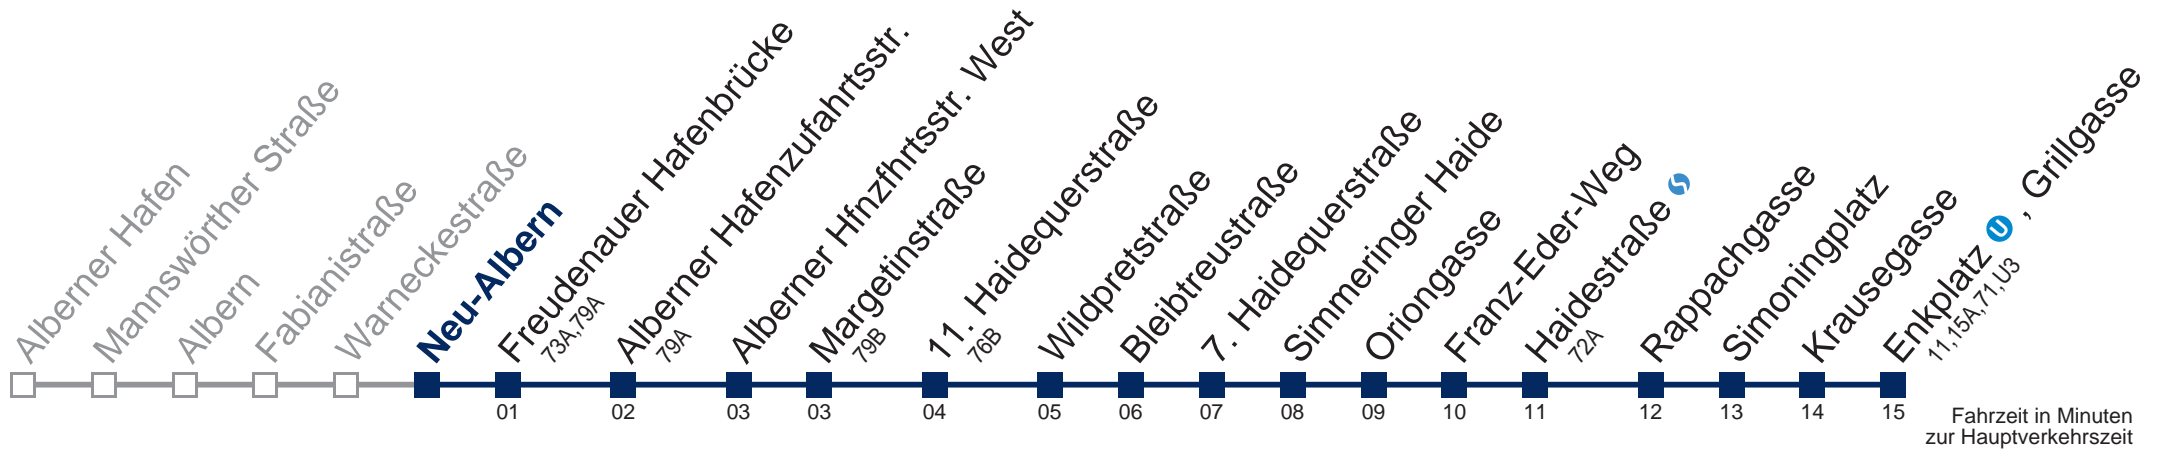 Alberner Hafen
Mannswörther Straße
Albern
Fabianistraße
Warneckestraße
Neu-Albern
Freudenauer Hafenbrücke
73A,79A
Alberner Hafenzufahrtsstr.
79A
Alberner Hfnzfhrtsstr. West
Margetinstraße
79B
11. Haidequerstraße
76B
Wildpretstraße
Bleibtreustraße
7. Haidequerstraße
Simmeringer Haide
Oriongasse
Franz-Eder-Weg
Haidestraße S
72A
Rappachgasse
Simoningplatz
Krausegasse
Enkplatz U , Grillgasse
11,15A,71,U3
01 02 03 03 04 05 06 07 08 09 10 11 12 13 14 15
Fahrzeit in Minuten
zur Hauptverkehrszeit